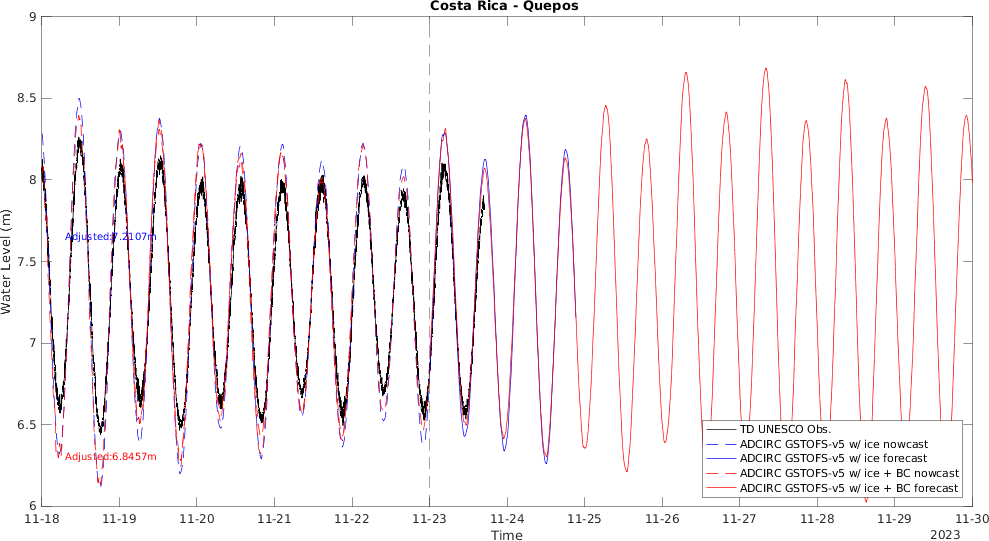 Costa Rica - Quepos
9
8.5
8
7.5
7
6.5
6
Water Level (m)
Adjusted:7.2107m
Adjusted:6.8457m
TD UNESCO Obs.
ADCIRC GSTOFS-v5 w/ ice nowcast
ADCIRC GSTOFS-v5 w/ ice forecast
ADCIRC GSTOFS-v5 w/ ice + BC nowcast
ADCIRC GSTOFS-v5 w/ ice + BC forecast
11-18 11-19 11-20 11-21 11-22 11-23 11-24 11-25 11-26 11-27 11-28 11-29 11-30
Time
2023